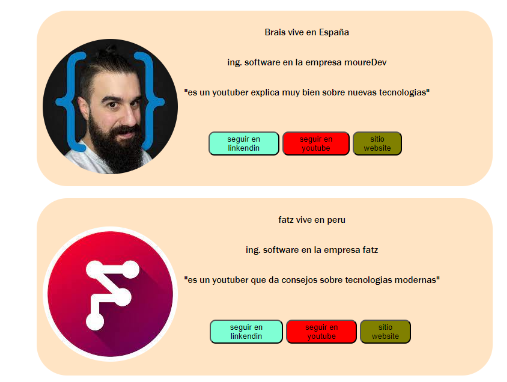 Brais vive en España
ing. software en la empresa moureDev
"es un youtuber explica muy bien sobre nuevas tecnologias"
seguir en
linkendin
seguir en
youtube
sitio
website
fatz vive en peru
ing. software en la empresa fatz
"es un youtuber que da consejos sobre tecnologias modernas"
seguir en
linkendin
seguir en
youtube
sitio
website